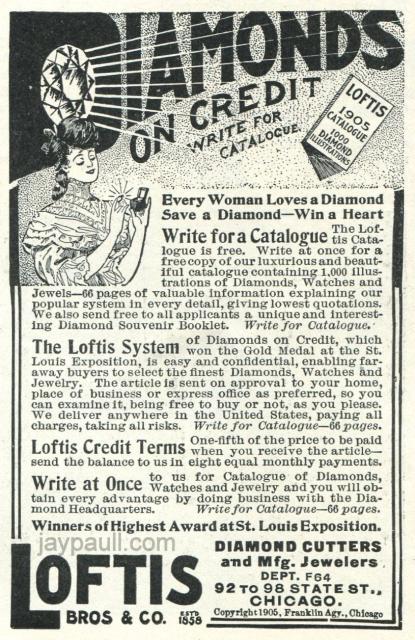 DIAMONDS
ON CREDIT
WRITE FOR
CATALOGUE
LOFTIS
1905
CATALOGUE
1000
DIAMOND
ILLUSTRATIONS
Every Woman Loves a Diamond
Save a Diamond—Win a Heart
Write for a Catalogue The Lof-
tis Cata-
logue is free. Write at once for a
free copy of our luxurious and beaut-
iful catalogue containing 1,000 illus-
trations of Diamonds, Watches and
Jewels—66 pages of valuable information explaining our
popular system in every detail, giving lowest quotations.
We also send free to all applicants a unique and interest-
ing Diamond Souvenir Booklet. Write for Catalogue.
The Loftis System of Diamonds on Credit, which
won the Gold Medal at the St.
Louis Exposition, is easy and confidential, enabling far-
away buyers to select the finest Diamonds, Watches and
Jewelry. The article is sent on approval to your home,
place of business or express office as preferred, so you
can examine it, being free to buy or not, as you please.
We deliver anywhere in the United States, paying all
charges, taking all risks. Write for Catalogue—66 pages.
Loftis Credit Terms One-fifth of the price to be paid
when you receive the article—
send the balance to us in eight equal monthly payments.
Write at Once to us for Catalogue of Diamonds,
Watches and Jewelry and you will ob-
tain every advantage by doing business with the Dia-
mond Headquarters. Write for Catalogue—66 pages.
Winners of Highest Award at St. Louis Exposition.
jaypaull.com
LOFTIS
BROS & CO. ESTD
1858
DIAMOND CUTTERS
and Mfg. Jewelers
DEPT. F64
92 TO 98 STATE ST.,
CHICAGO.
Copyright 1905, Franklin Agy., Chicago